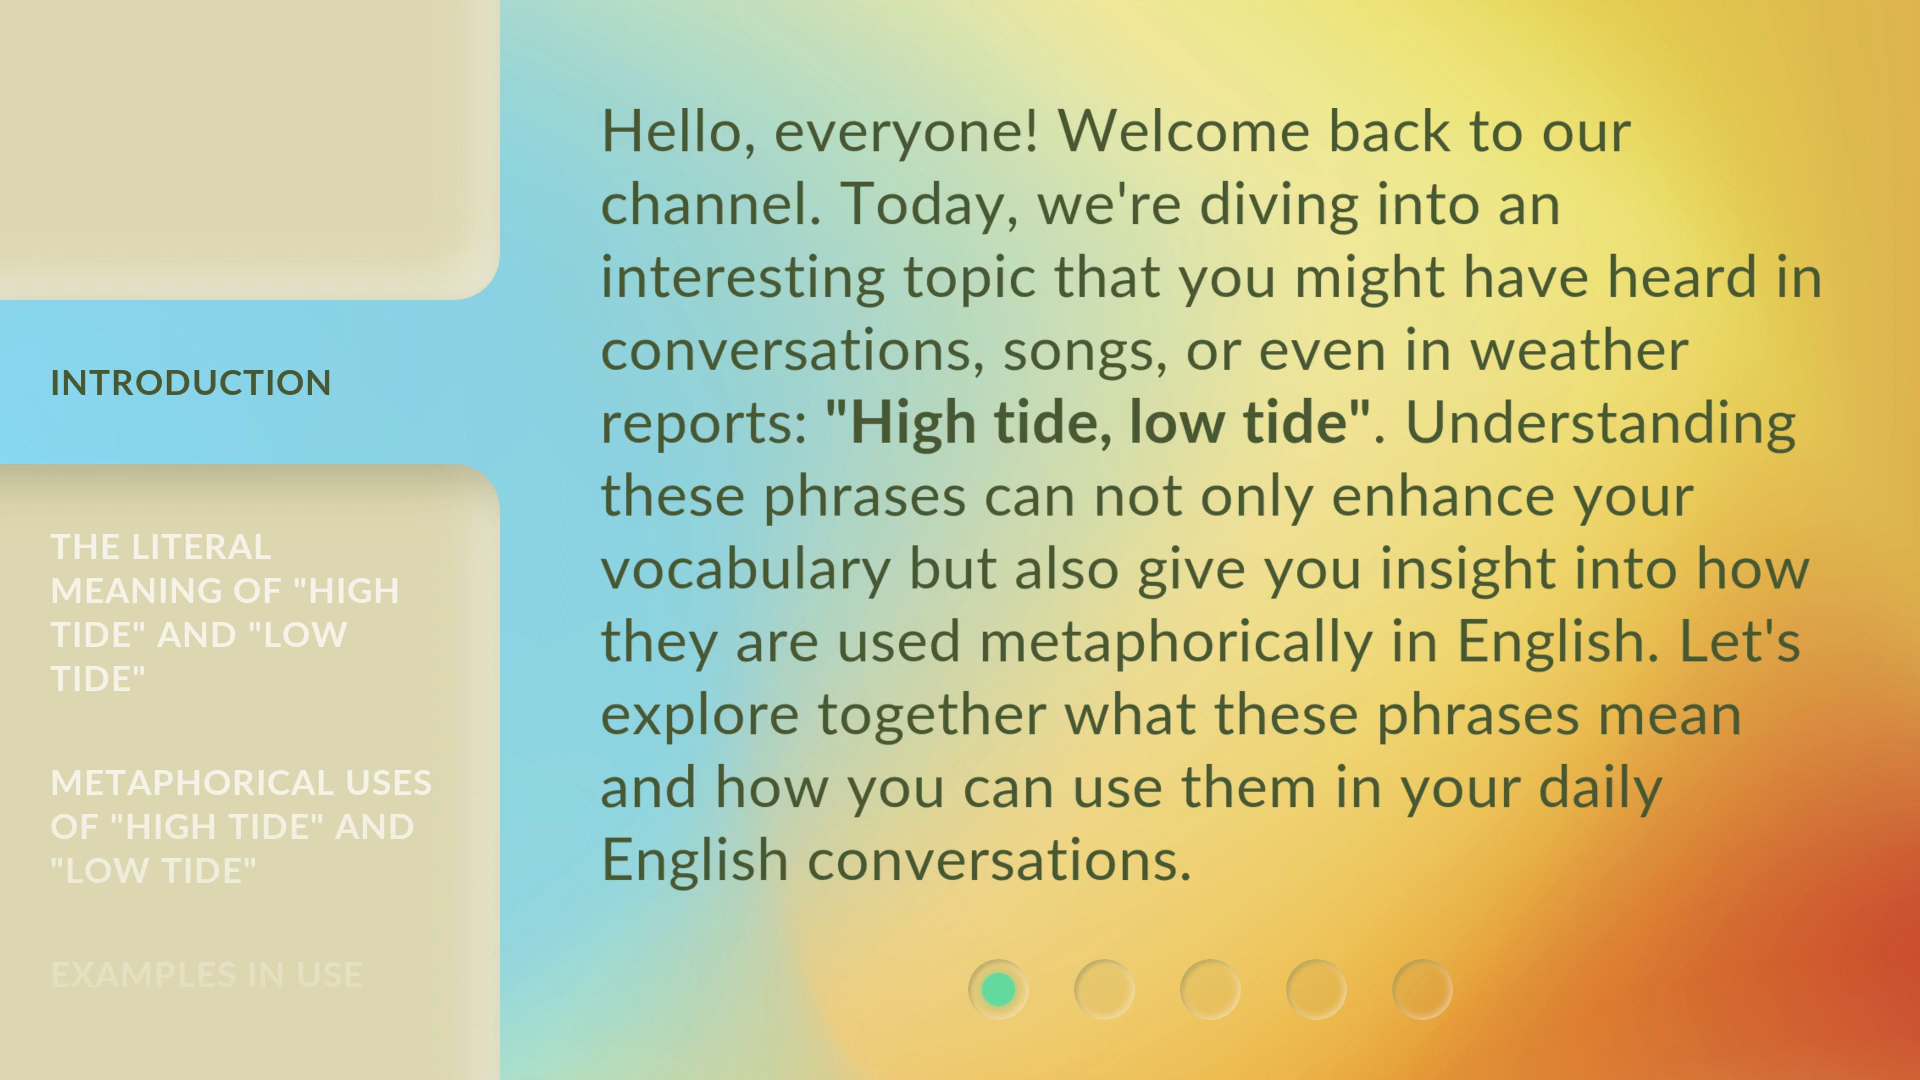 INTRODUCTION
THE LITERAL
MEANING OF "HIGH
TIDE" AND "LOW
TIDE"
METAPHORICAL USES
OF "HIGH TIDE" AND
"LOW TIDE"
EXAMPLES IN USE
Hello, everyone! Welcome back to our
channel. Today, we're diving into an
interesting topic that you might have heard in
conversations, songs, or even in weather
reports: "High tide, low tide". Understanding
these phrases can not only enhance your
vocabulary but also give you insight into how
they are used metaphorically in English. Let's
explore together what these phrases mean
and how you can use them in your daily
English conversations.